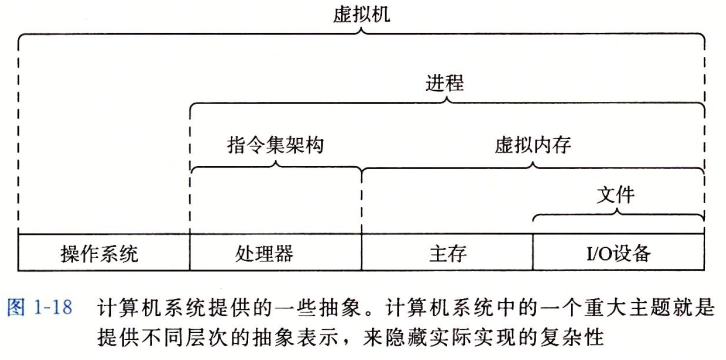 虚拟机
进程
指令集架构
虚拟内存
文件
操作系统
处理器
主存
I/O设备
图 1-18 计算机系统提供的一些抽象。计算机系统中的一个重大主题就是
提供不同层次的抽象表示，来隐藏实际实现的复杂性